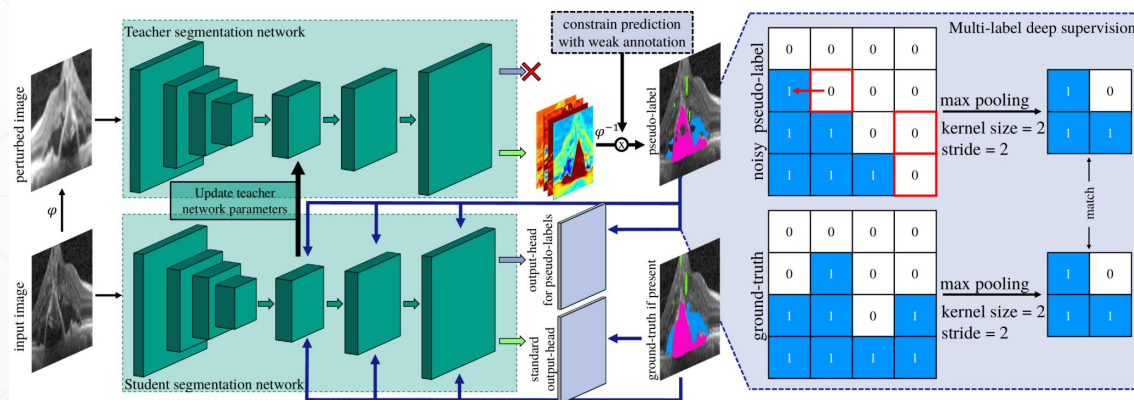 Teacher segmentation network
constrain prediction
with weak annotation
Multi-label deep supervision
perturbed image
φ
input image
Update teacher
network parameters
φ⁻¹
x
pseudo-label
noisy pseudo-label
0 0 0 0
1 0 0 0
1 1 0 0
1 1 1 0
max pooling
kernel size = 2
stride = 2
1 0
1 1
match
output-head
for pseudo-labels
standard
output-head
ground-truth if present
Student segmentation network
ground-truth
0 0 0 0
0 1 0 0
1 1 0 1
1 1 1 1
max pooling
kernel size = 2
stride = 2
1 0
1 1